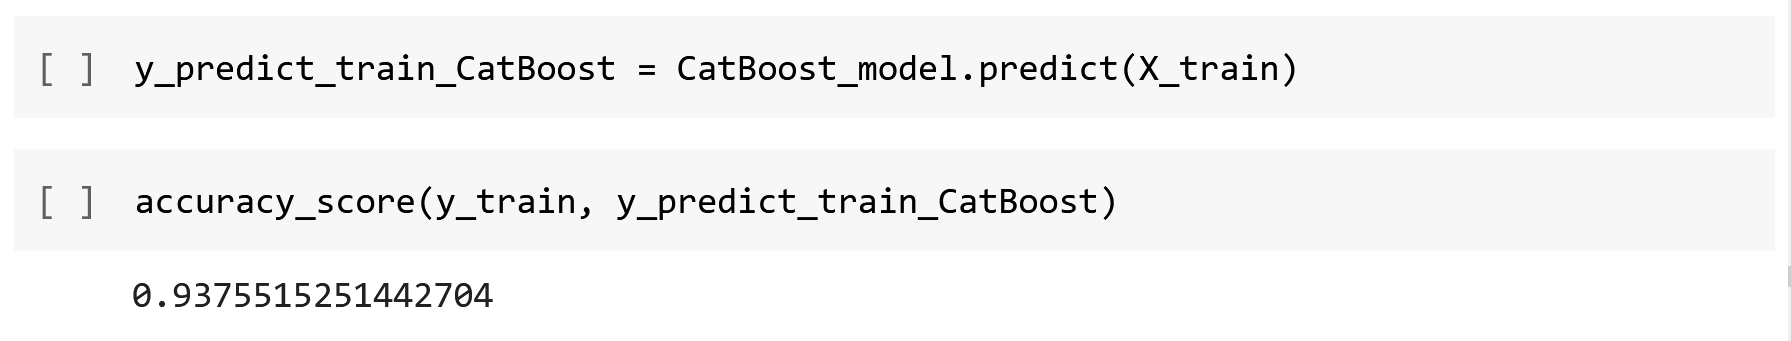 [ ] y_predict_train_CatBoost = CatBoost_model.predict(X_train)
[ ] accuracy_score(y_train, y_predict_train_CatBoost)
0.9375515251442704